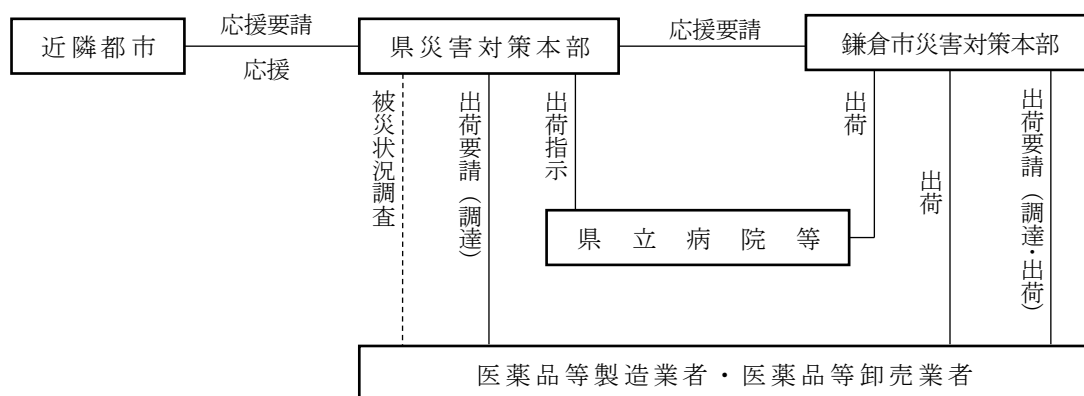 近隣都市
応援要請
応援
県災害対策本部
応援要請
鎌倉市災害対策本部
被災状況調査
出荷要請（調達）
出荷指示
出荷
出荷
出荷要請（調達・出荷）
県立病院等
医薬品等製造業者・医薬品等卸売業者